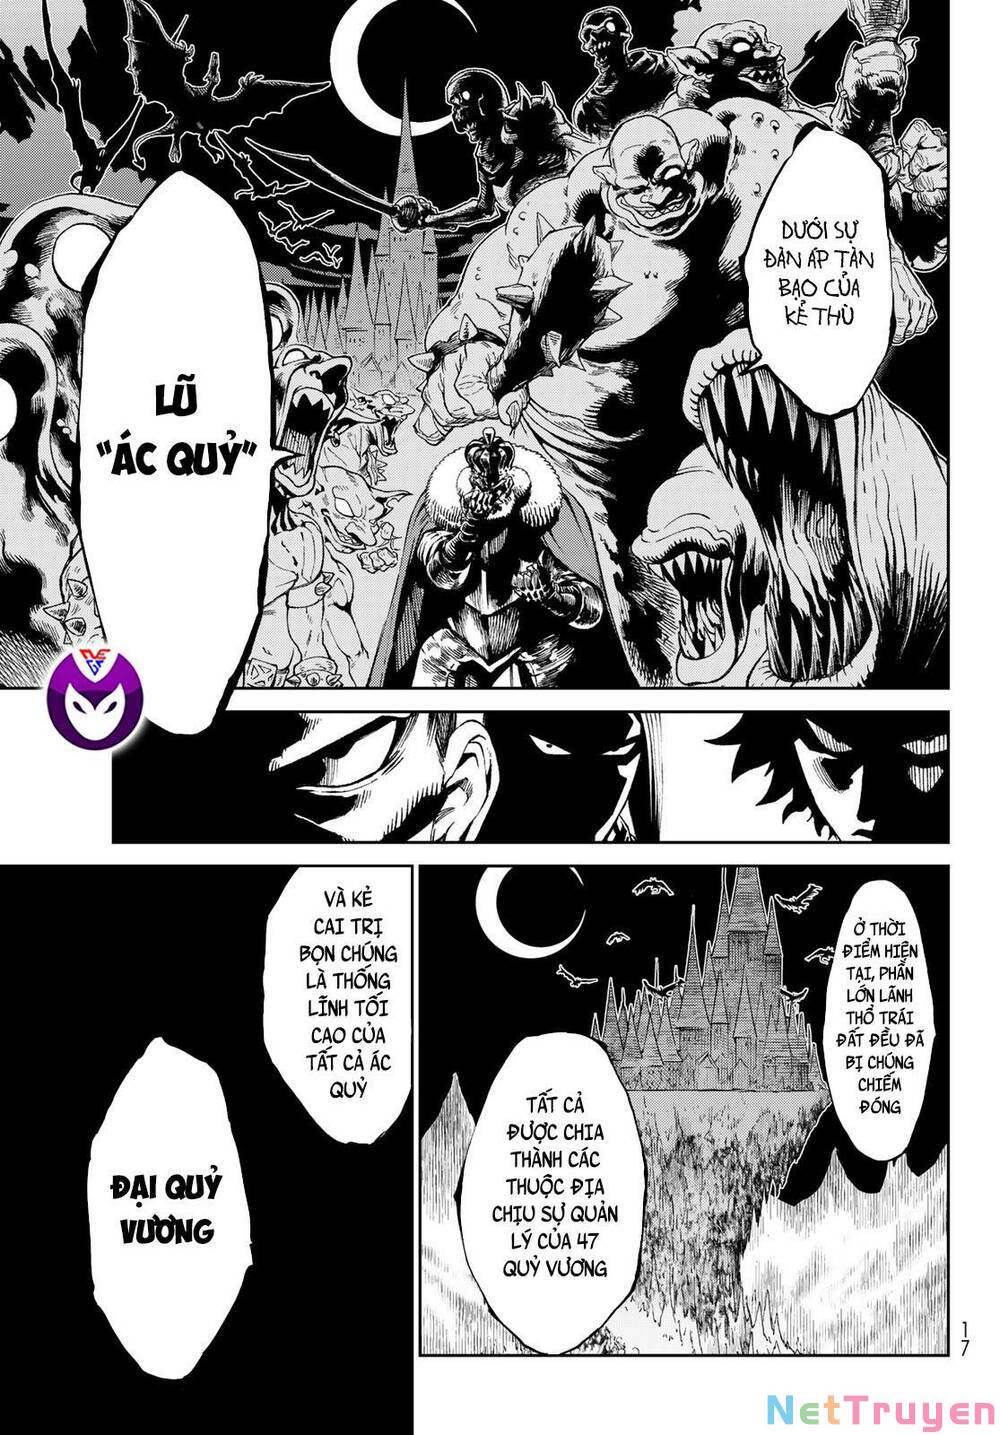 DƯỚI SỰ
ĐÀN ÁP TÀN
BẠO CỦA
KẺ THÙ
LŨ
"ÁC QUỶ"
Ở THỜI
ĐIỂM HIỆN
TẠI, PHẦN
LỚN LÃNH
THỔ TRÁI
ĐẤT ĐỀU ĐÃ
BỊ CHÚNG
CHIẾM
ĐÓNG
TẤT CẢ
ĐƯỢC CHIA
THÀNH CÁC
THUỘC ĐỊA
CHỊU SỰ QUẢN
LÝ CỦA 47
QUỶ VƯƠNG
VÀ KẺ
CAI TRỊ
BỌN CHÚNG
LÀ THỐNG
LĨNH TỐI
CAO CỦA
TẤT CẢ ÁC
QUỶ
ĐẠI QUỶ
VƯƠNG
17
NetTruyen